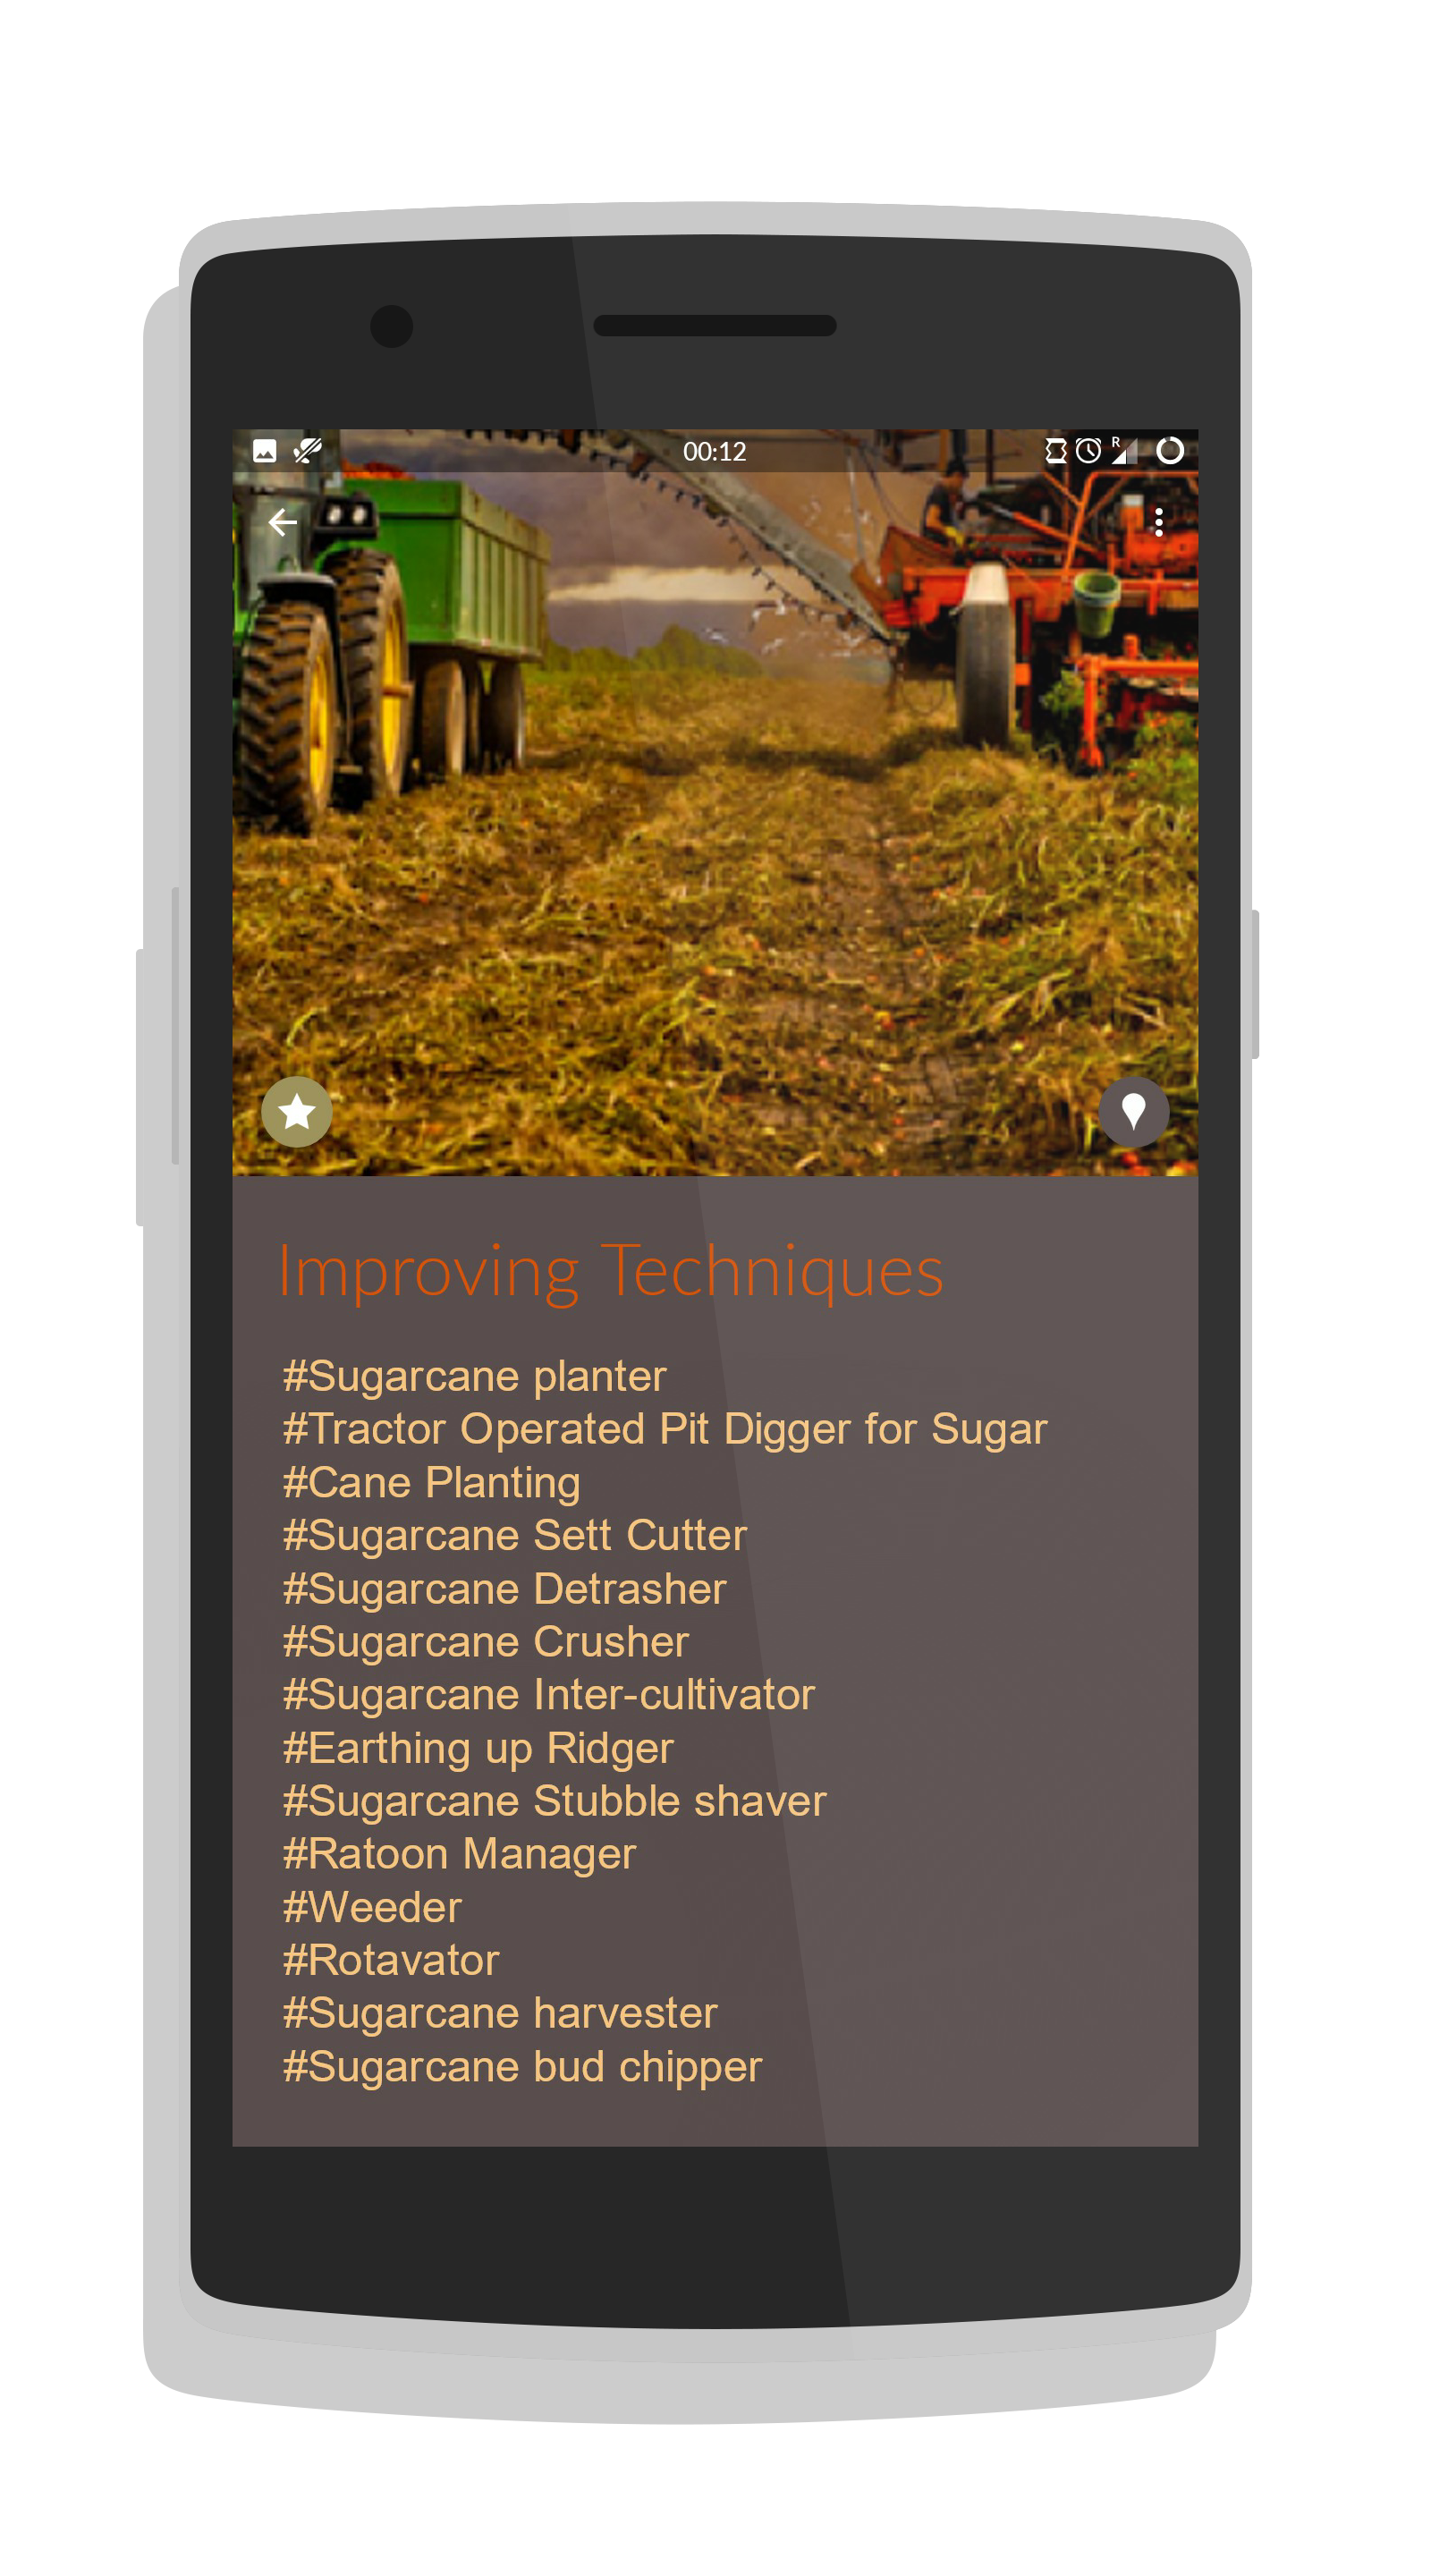 00:12
R
Improving Techniques
#Sugarcane planter
#Tractor Operated Pit Digger for Sugar
#Cane Planting
#Sugarcane Sett Cutter
#Sugarcane Detrasher
#Sugarcane Crusher
#Sugarcane Inter-cultivator
#Earthing up Ridger
#Sugarcane Stubble shaver
#Ratoon Manager
#Weeder
#Rotavator
#Sugarcane harvester
#Sugarcane bud chipper